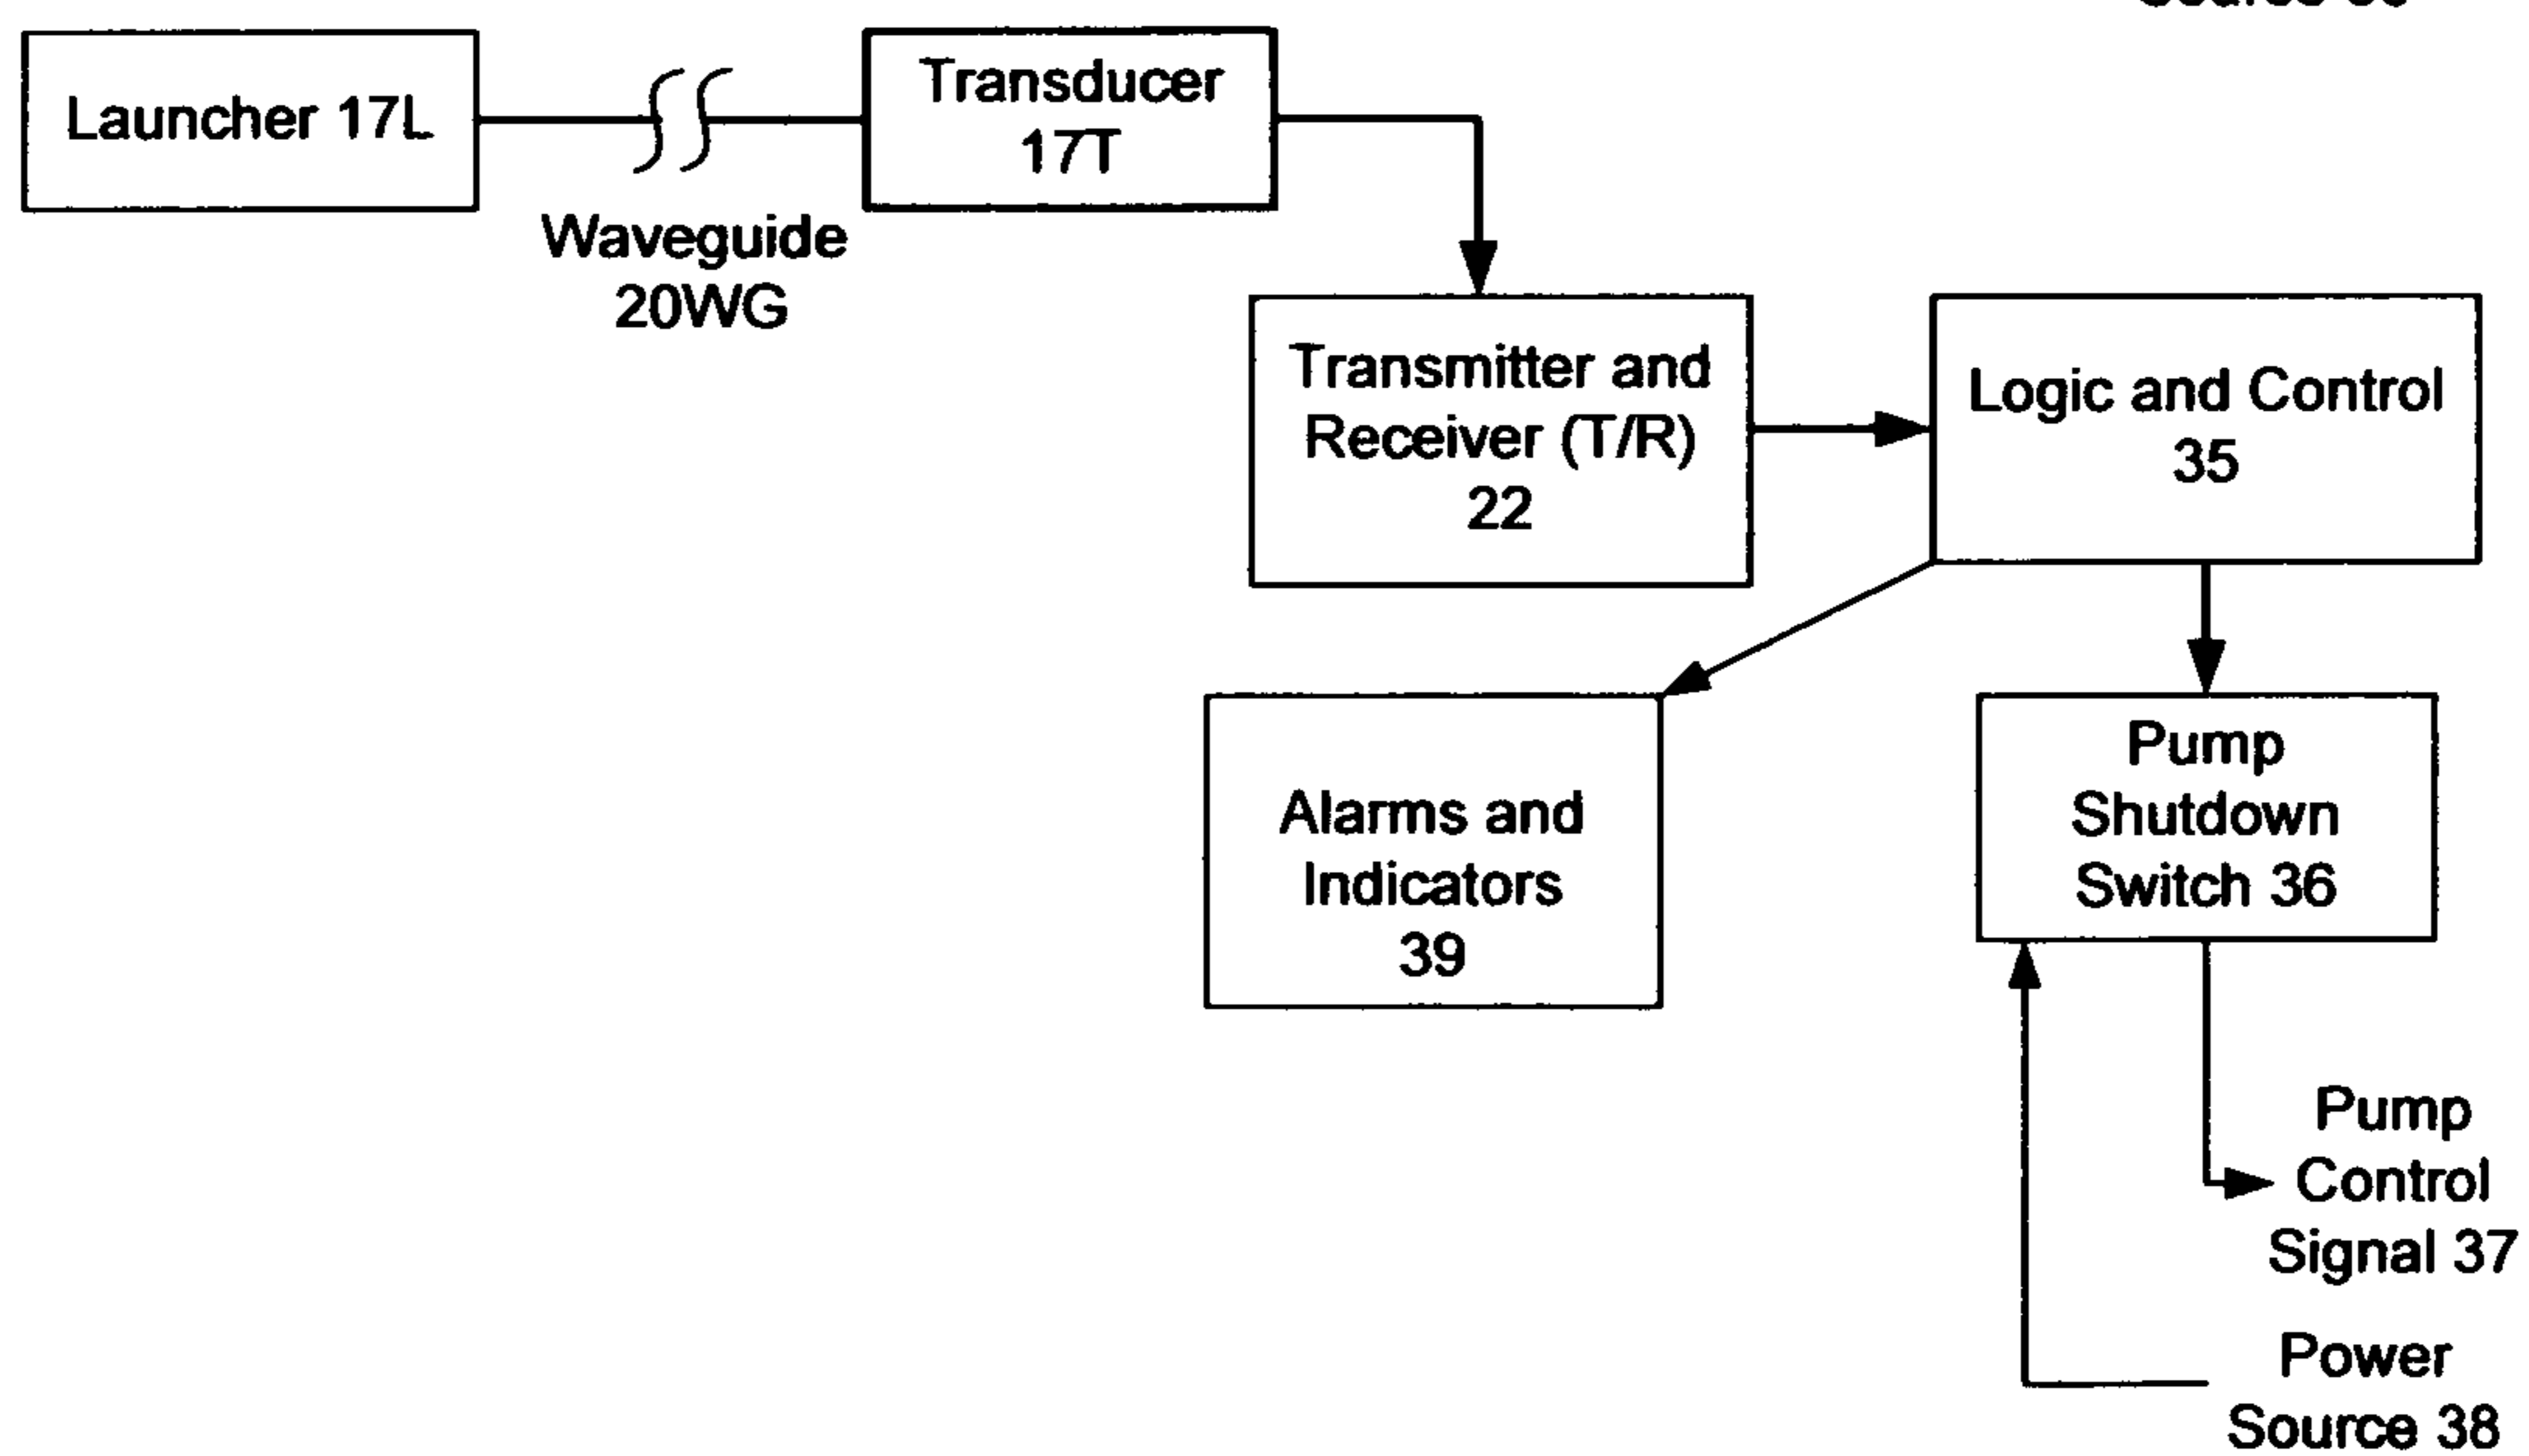 Launcher 17L
Transducer
17T
Waveguide
20WG
Transmitter and
Receiver (T/R)
22
Logic and Control
35
Alarms and
Indicators
39
Pump
Shutdown
Switch 36
Pump
Control
Signal 37
Power
Source 38